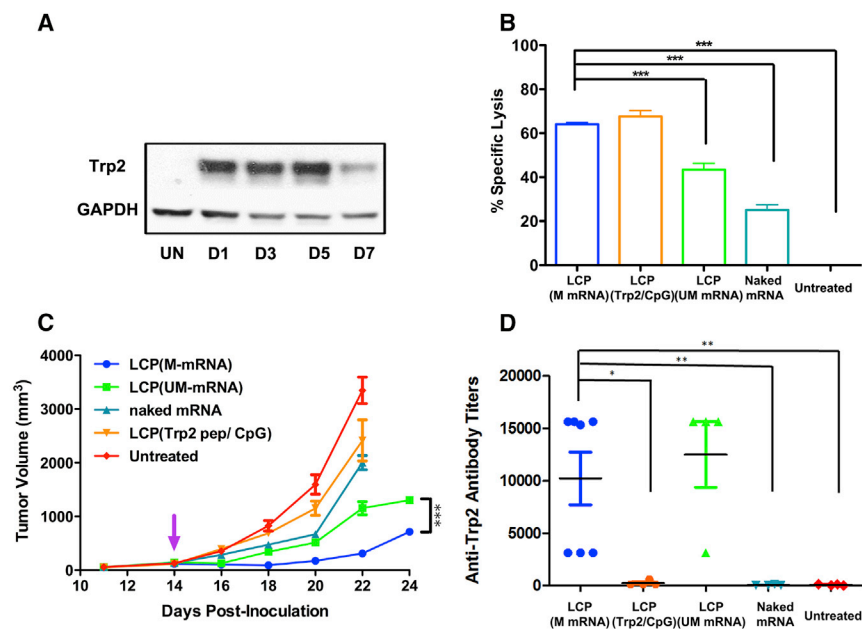 A
Trp2
GAPDH
UN D1 D3 D5 D7
B
% Specific Lysis
100
80
60
40
20
0
***
***
***
LCP
(M mRNA)
LCP
(Trp2/CpG)
LCP
(UM mRNA)
Naked
mRNA
Untreated
C
Tumor Volume (mm³)
4000
3000
2000
1000
0
LCP(M-mRNA)
LCP(UM-mRNA)
naked mRNA
LCP(Trp2 pep/ CpG)
Untreated
***
10 12 14 16 18 20 22 24
Days Post-Inoculation
D
Anti-Trp2 Antibody Titers
20000
15000
10000
5000
0
**
**
*
LCP
(M mRNA)
LCP
(Trp2/CpG)
LCP
(UM mRNA)
Naked
mRNA
Untreated